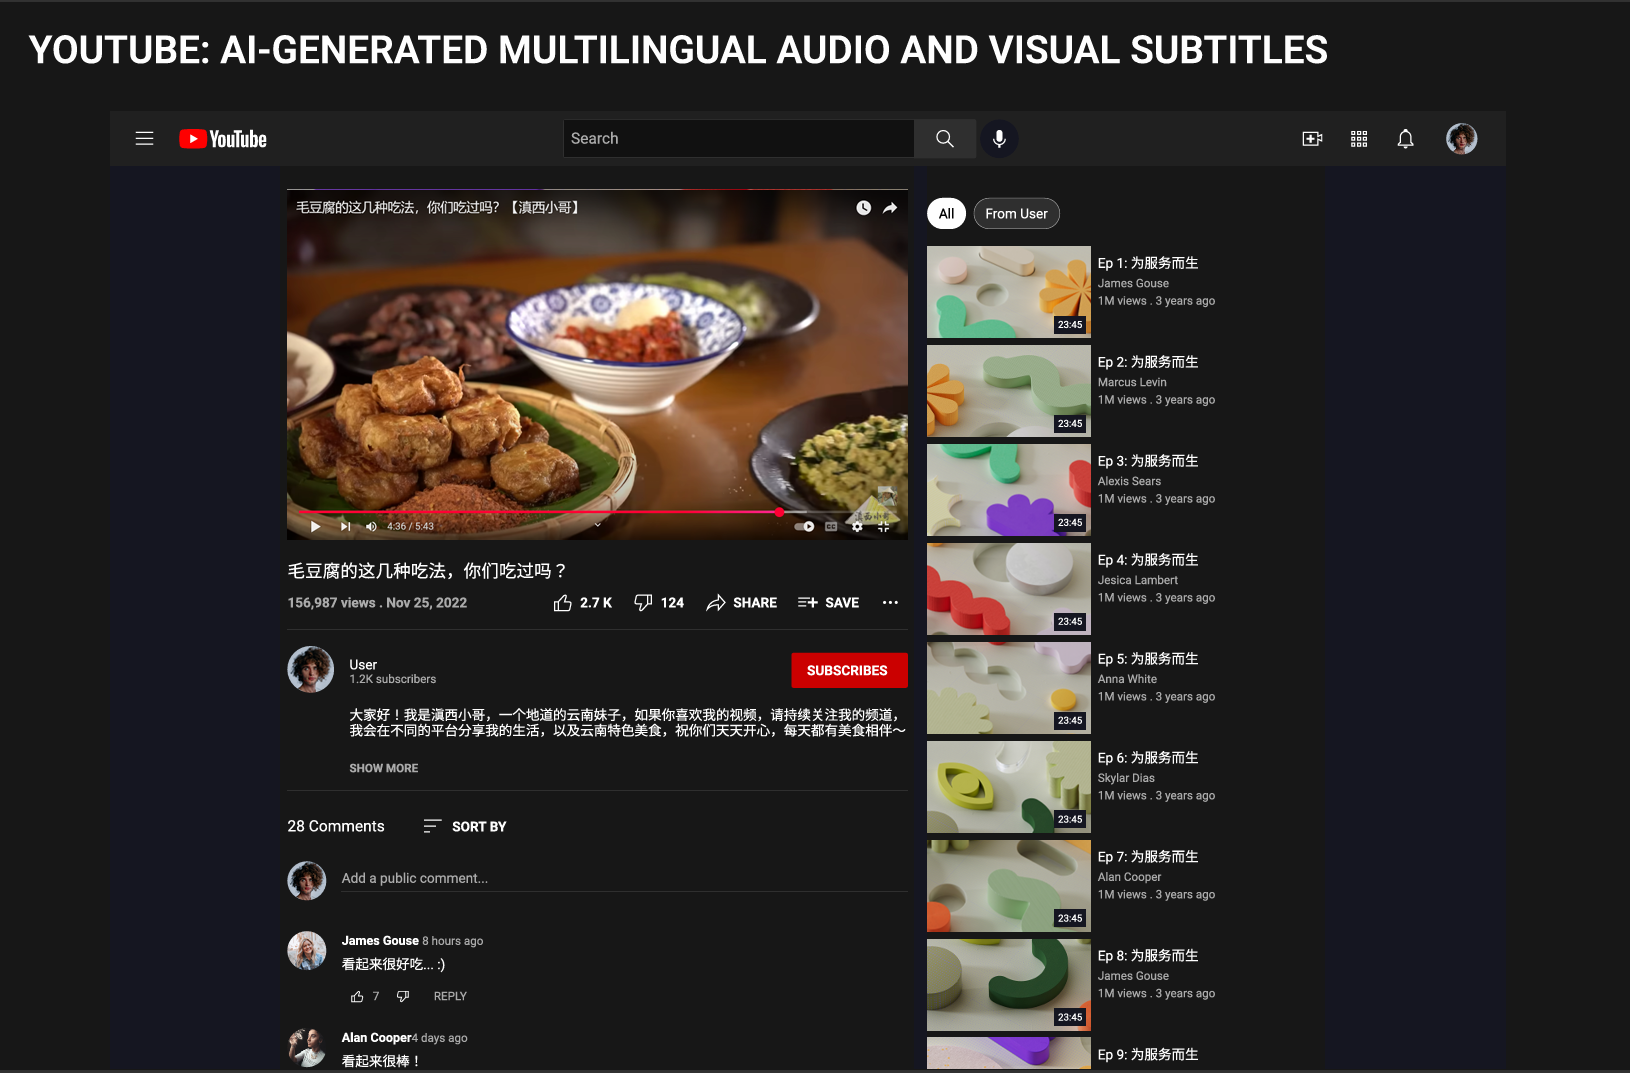 YOUTUBE: AI-GENERATED MULTILINGUAL AUDIO AND VISUAL SUBTITLES
YouTube
Search
毛豆腐的这几种吃法，你们吃过吗？【滇西小哥】
滇西小哥
4:36 / 5:43
CC
毛豆腐的这几种吃法，你们吃过吗？
156,987 views . Nov 25, 2022
2.7 K
124
SHARE
SAVE
User
1.2K subscribers
SUBSCRIBES
大家好！我是滇西小哥，一个地道的云南妹子，如果你喜欢我的视频，请持续关注我的频道，
我会在不同的平台分享我的生活，以及云南特色美食，祝你们天天开心，每天都有美食相伴～
SHOW MORE
28 Comments
SORT BY
Add a public comment...
James Gouse 8 hours ago
看起来很好吃... :)
7
REPLY
Alan Cooper4 days ago
看起来很棒！
All
From User
23:45
Ep 1: 为服务而生
James Gouse
1M views . 3 years ago
23:45
Ep 2: 为服务而生
Marcus Levin
1M views . 3 years ago
23:45
Ep 3: 为服务而生
Alexis Sears
1M views . 3 years ago
23:45
Ep 4: 为服务而生
Jesica Lambert
1M views . 3 years ago
23:45
Ep 5: 为服务而生
Anna White
1M views . 3 years ago
23:45
Ep 6: 为服务而生
Skylar Dias
1M views . 3 years ago
23:45
Ep 7: 为服务而生
Alan Cooper
1M views . 3 years ago
23:45
Ep 8: 为服务而生
James Gouse
1M views . 3 years ago
Ep 9: 为服务而生